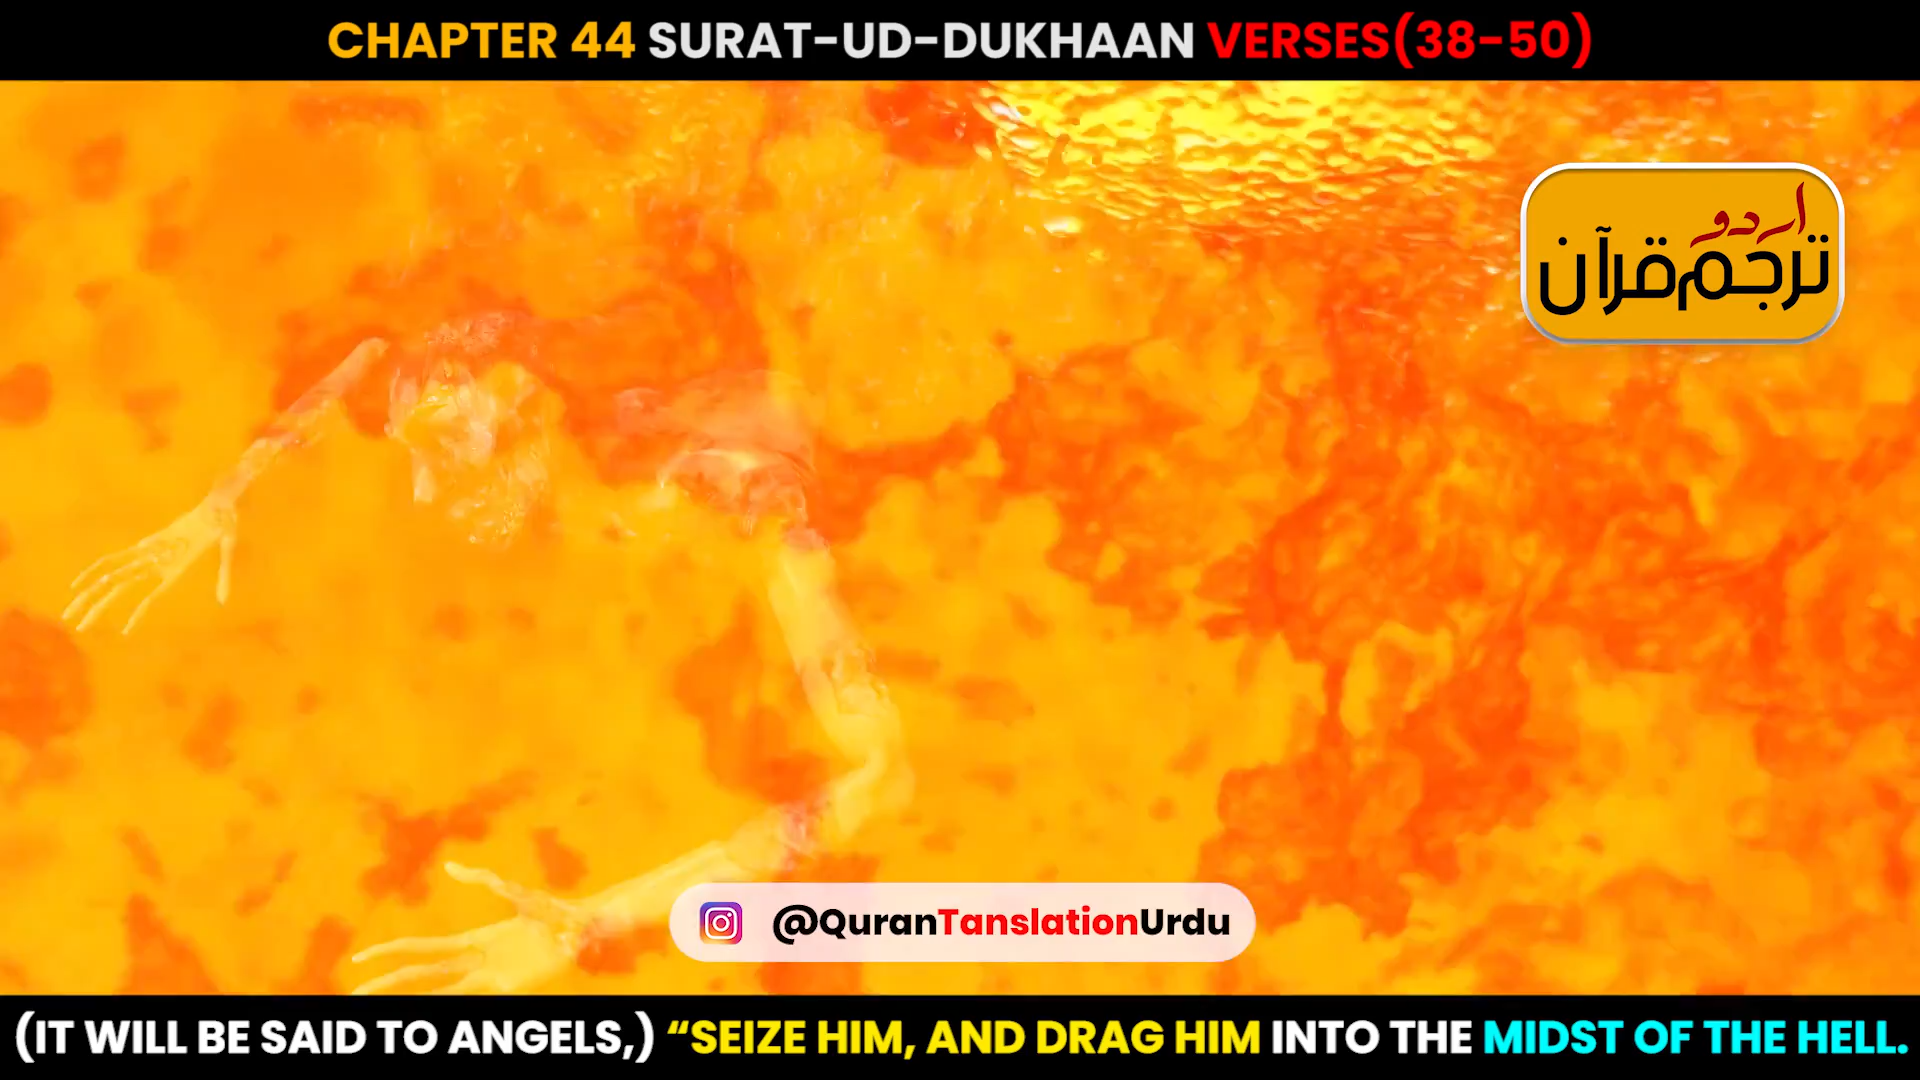 CHAPTER 44 SURAT-UD-DUKHAAN VERSES(38-50)
اردو
ترجم قرآن
@QuranTanslationUrdu
(IT WILL BE SAID TO ANGELS,) “SEIZE HIM, AND DRAG HIM INTO THE MIDST OF THE HELL.